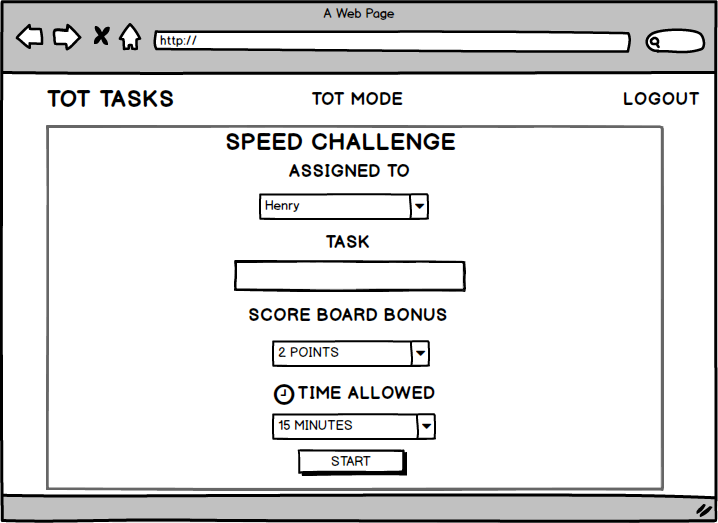 A Web Page
http://
TOT TASKS TOT MODE LOGOUT
SPEED CHALLENGE
ASSIGNED TO
Henry
TASK
SCORE BOARD BONUS
2 POINTS
TIME ALLOWED
15 MINUTES
START